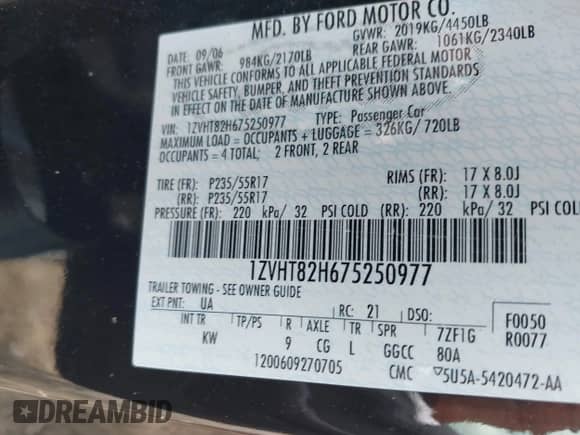 MFD. BY FORD MOTOR CO.
DATE: 09/06 GVWR: 2019KG/4450LB
FRONT GAWR: 984KG/2170LB REAR GAWR: 1061KG/2340LB
THIS VEHICLE CONFORMS TO ALL APPLICABLE FEDERAL MOTOR
VEHICLE SAFETY, BUMPER, AND THEFT PREVENTION STANDARDS
IN EFFECT ON THE DATE OF MANUFACTURE SHOWN ABOVE.
VIN: 1ZVHT82H675250977 TYPE: Passenger Car
MAXIMUM LOAD = OCCUPANTS + LUGGAGE = 326KG/720LB
OCCUPANTS = 4 TOTAL; 2 FRONT, 2 REAR
TIRE (FR): P235/55R17 RIMS (FR): 17 X 8.0J
(RR): P235/55R17 (RR): 17 X 8.0J
PRESSURE (FR): 220 kPa/ 32 PSI COLD (RR): 220 kPa/ 32 PSI COL
1ZVHT82H675250977
TRAILER TOWING - SEE OWNER GUIDE
EXT PNT: UA RC: 21 DSO: F0050
INT TR TP/PS R AXLE TR SPR 7ZF1G R0077
KW 9 CG L GGCC 80A
1200609270705 CMC ▽5U5A-5420472-AA
DREAMBID